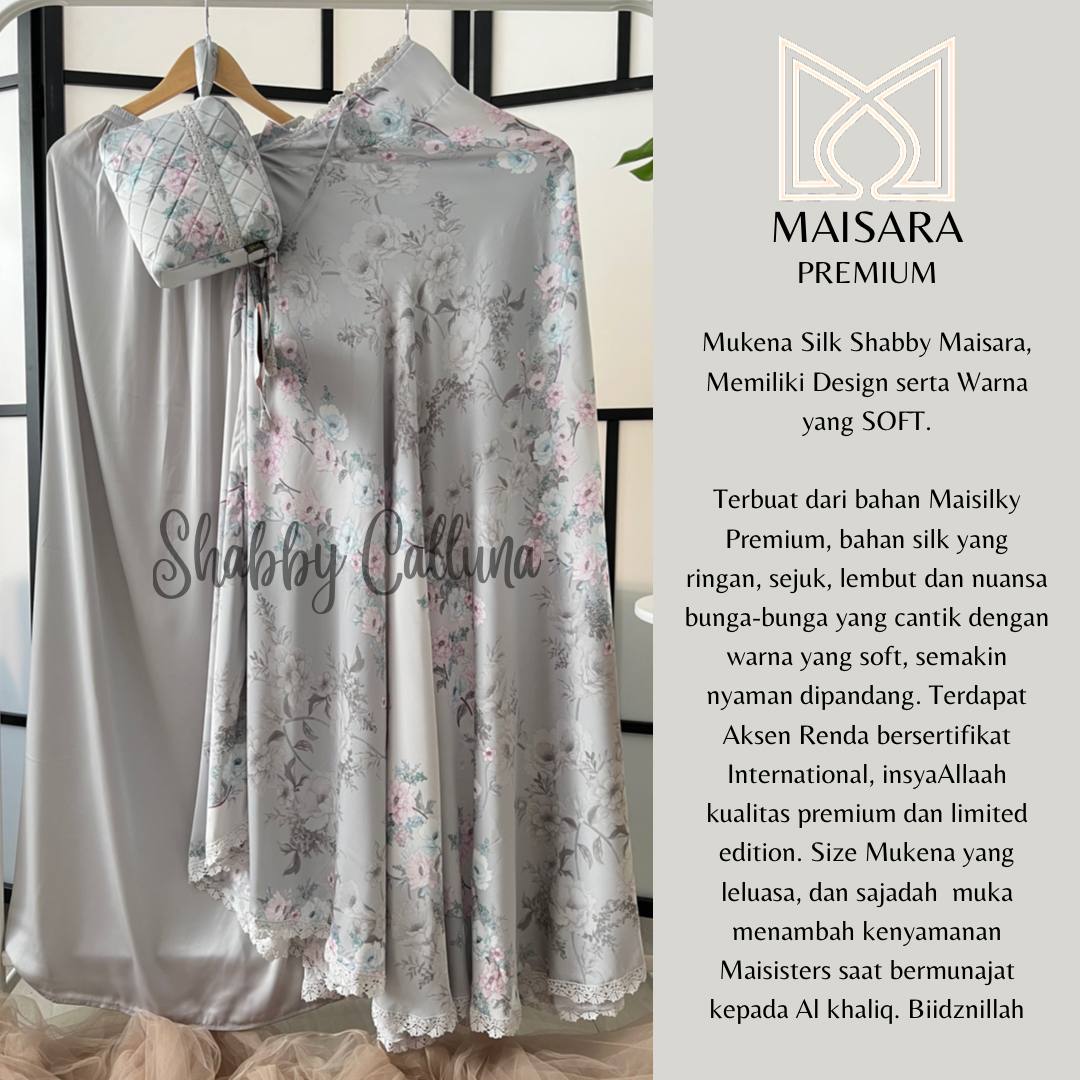 MAISARA
PREMIUM
Mukena Silk Shabby Maisara,
Memiliki Design serta Warna
yang SOFT.
Terbuat dari bahan Maisilky
Premium, bahan silk yang
ringan, sejuk, lembut dan nuansa
bunga-bunga yang cantik dengan
warna yang soft, semakin
nyaman dipandang. Terdapat
Aksen Renda bersertifikat
International, insyaAllaah
kualitas premium dan limited
edition. Size Mukena yang
leluasa, dan sajadah muka
menambah kenyamanan
Maisisters saat bermunajat
kepada Al khaliq. Biidznillah
Shabby Calluna